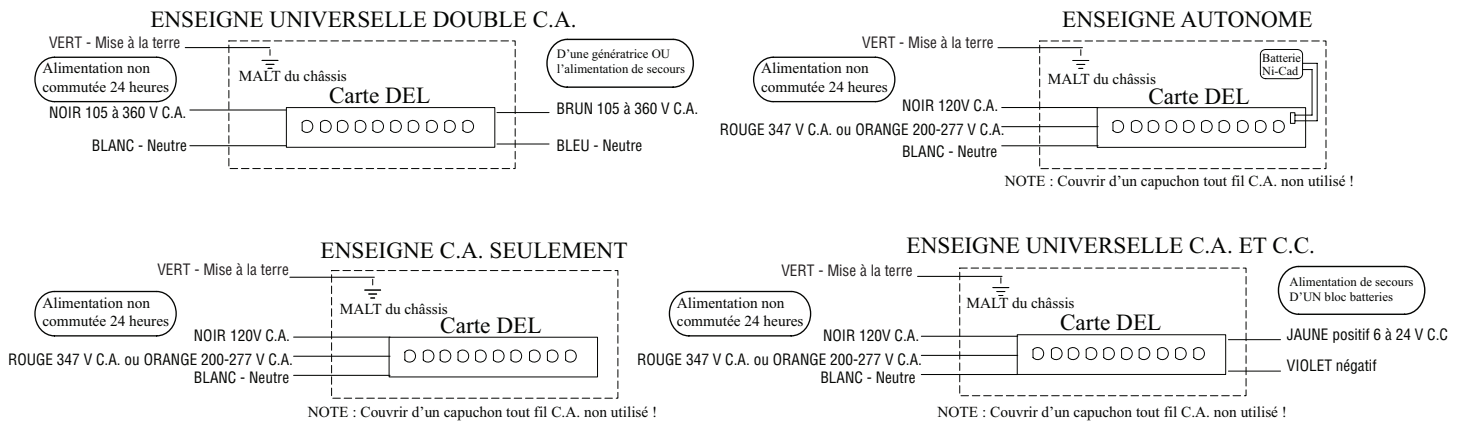 ENSEIGNE UNIVERSELLE DOUBLE C.A.
VERT - Mise à la terre
Alimentation non
commutée 24 heures
MALT du châssis
D’une génératrice OU
l’alimentation de secours
Carte DEL
NOIR 105 à 360 V C.A.
BRUN 105 à 360 V C.A.
BLANC - Neutre
BLEU - Neutre
ENSEIGNE AUTONOME
VERT - Mise à la terre
Alimentation non
commutée 24 heures
MALT du châssis
Batterie
Ni-Cad
Carte DEL
NOIR 120V C.A.
ROUGE 347 V C.A. ou ORANGE 200-277 V C.A.
BLANC - Neutre
NOTE : Couvrir d’un capuchon tout fil C.A. non utilisé !
ENSEIGNE C.A. SEULEMENT
VERT - Mise à la terre
Alimentation non
commutée 24 heures
MALT du châssis
Carte DEL
NOIR 120V C.A.
ROUGE 347 V C.A. ou ORANGE 200-277 V C.A.
BLANC - Neutre
NOTE : Couvrir d’un capuchon tout fil C.A. non utilisé !
ENSEIGNE UNIVERSELLE C.A. ET C.C.
VERT - Mise à la terre
Alimentation non
commutée 24 heures
MALT du châssis
Alimentation de secours
D’UN bloc batteries
Carte DEL
NOIR 120V C.A.
JAUNE positif 6 à 24 V C.C
ROUGE 347 V C.A. ou ORANGE 200-277 V C.A.
VIOLET négatif
BLANC - Neutre
NOTE : Couvrir d’un capuchon tout fil C.A. non utilisé !